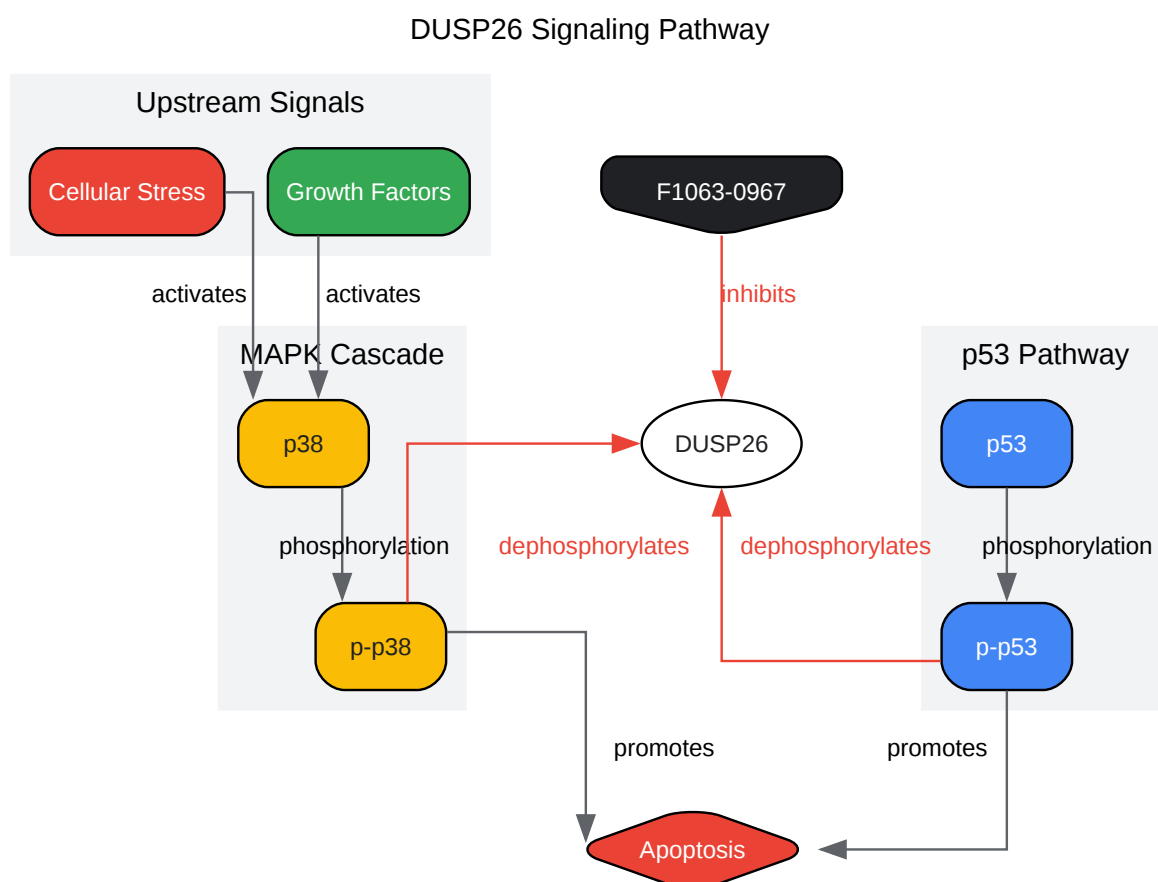 DUSP26 Signaling Pathway
Upstream Signals
Cellular Stress
Growth Factors
F1063-0967
activates
activates
inhibits
MAPK Cascade
p53 Pathway
p38
DUSP26
p53
phosphorylation
dephosphorylates
dephosphorylates
phosphorylation
p-p38
p-p53
promotes
promotes
Apoptosis